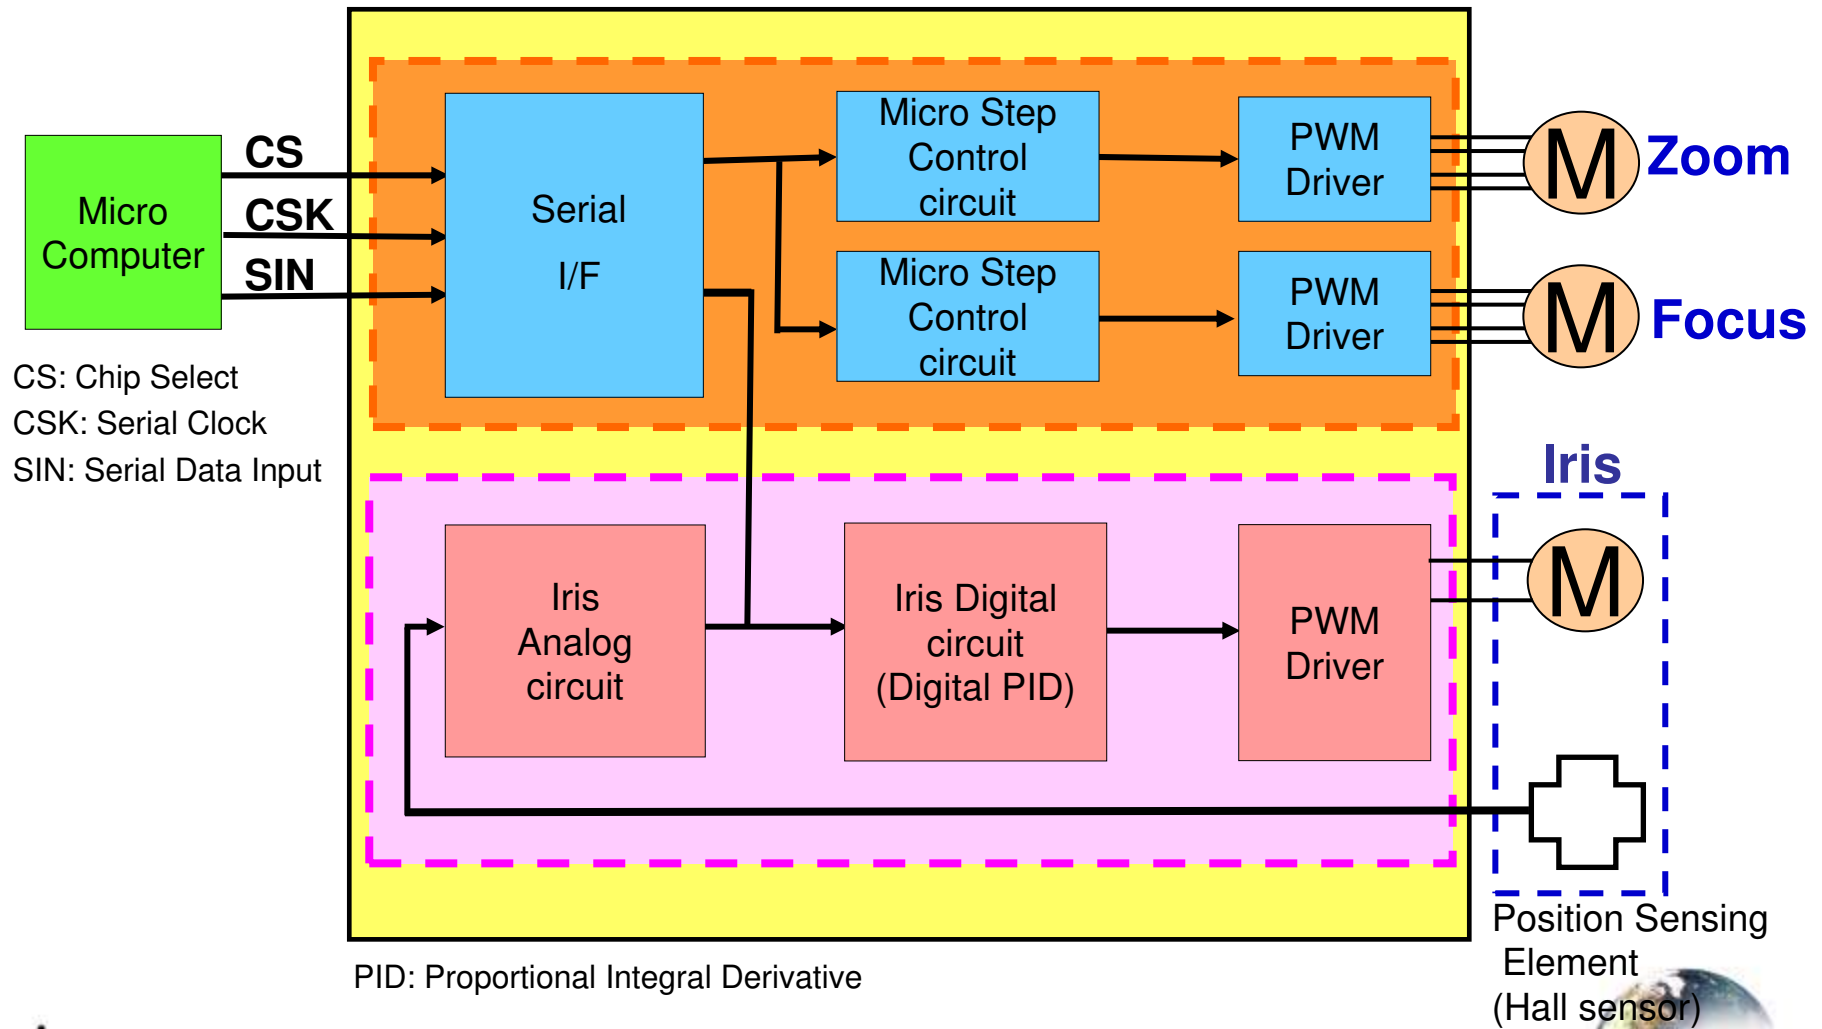 Micro
Computer
CS
CSK
SIN
CS: Chip Select
CSK: Serial Clock
SIN: Serial Data Input
Serial
I/F
Micro Step
Control
circuit
PWM
Driver
M
Zoom
Micro Step
Control
circuit
PWM
Driver
M
Focus
Iris
Iris
Analog
circuit
Iris Digital
circuit
(Digital PID)
PWM
Driver
M
Position Sensing
Element
(Hall sensor)
PID: Proportional Integral Derivative